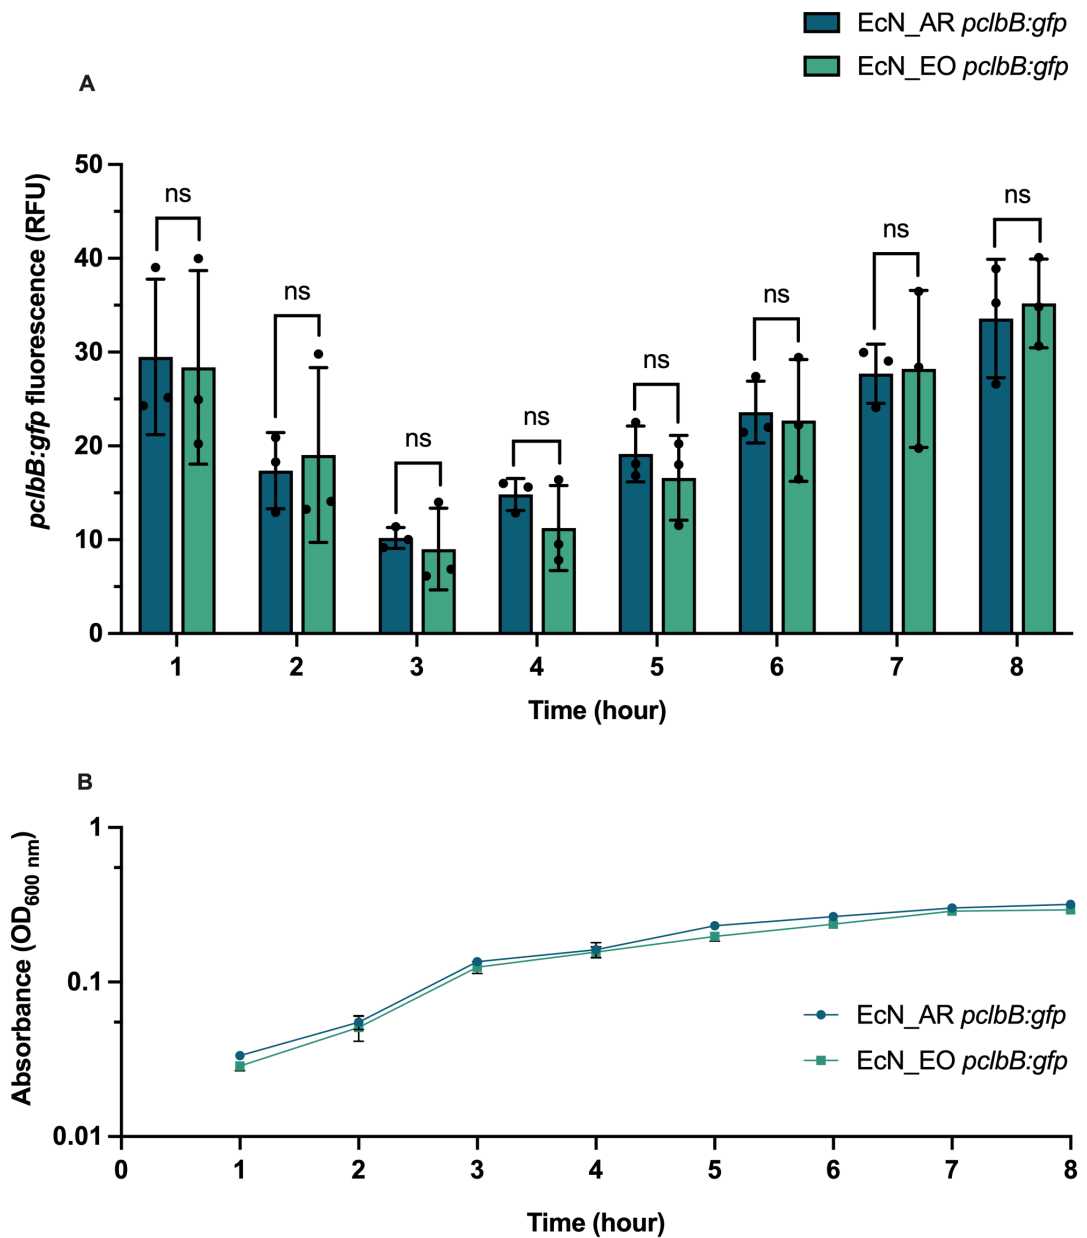 EcN_AR pclbB:gfp
EcN_EO pclbB:gfp
A
pclbB:gfp fluorescence (RFU)
50
40
30
20
10
0
ns
ns
ns
ns
ns
ns
ns
ns
1 2 3 4 5 6 7 8
Time (hour)
B
Absorbance (OD600 nm)
1
0.1
0.01
EcN_AR pclbB:gfp
EcN_EO pclbB:gfp
0 1 2 3 4 5 6 7 8
Time (hour)